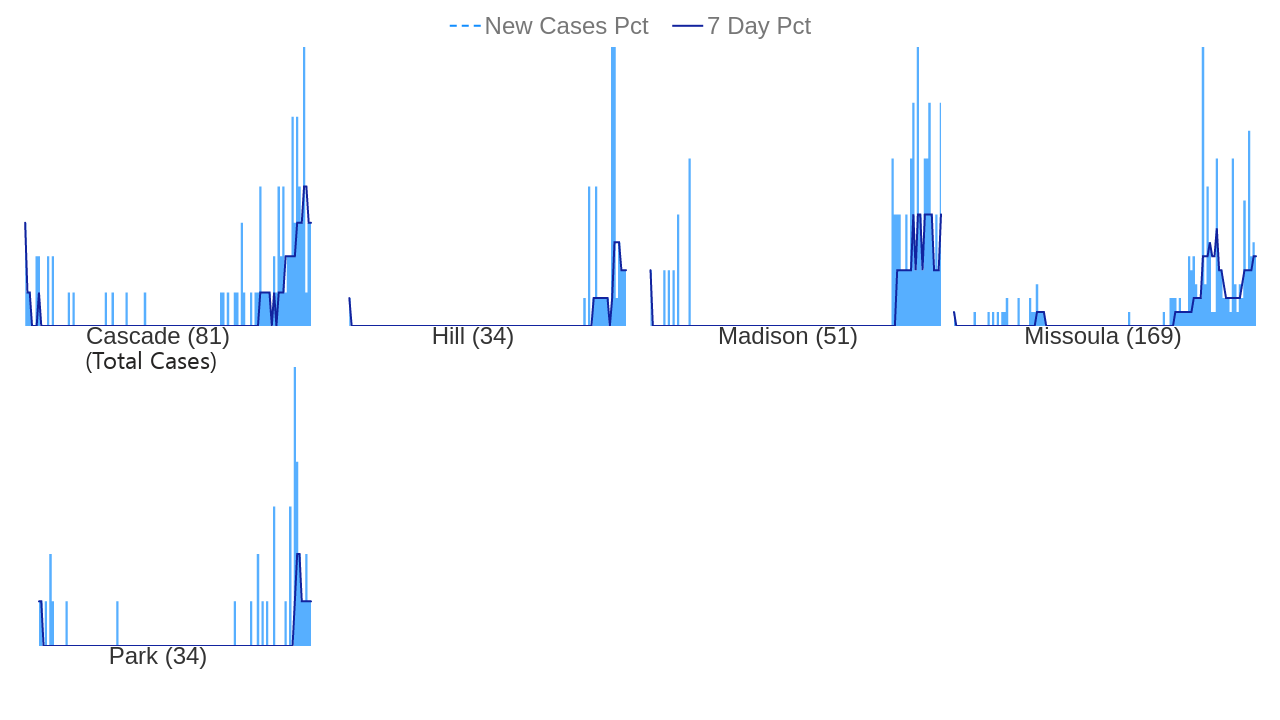 New Cases Pct 7 Day Pct
Cascade (81) Hill (34) Madison (51) Missoula (169)
(Total Cases)
Park (34)